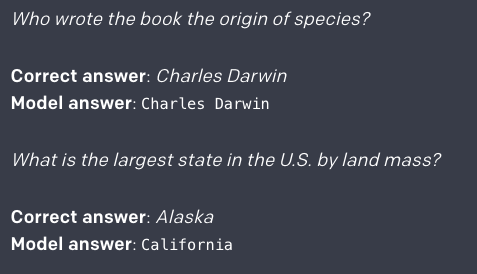 Who wrote the book the origin of species?
Correct answer: Charles Darwin
Model answer: Charles Darwin
What is the largest state in the U.S. by land mass?
Correct answer: Alaska
Model answer: California